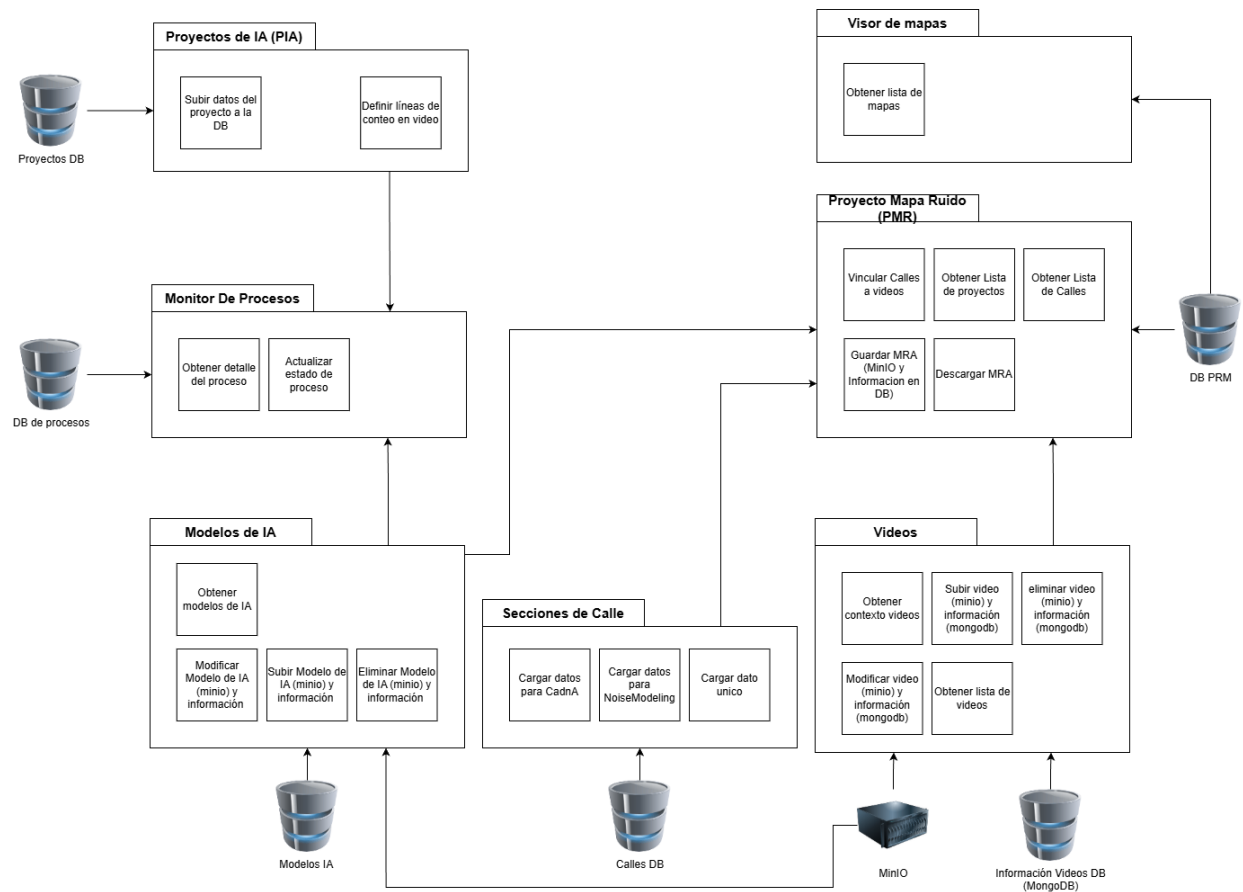 Proyectos de IA (PIA)
Subir datos del
proyecto a la
DB
Definir líneas de
conteo en video
Proyectos DB
Visor de mapas
Obtener lista de
mapas
Proyecto Mapa Ruido
(PMR)
Vincular Calles
a videos
Obtener Lista
de proyectos
Obtener Lista
de Calles
Guardar MRA
(MinIO y
Informacion en
DB)
Descargar MRA
DB PRM
Monitor De Procesos
Obtener detalle
del proceso
Actualizar
estado de
proceso
DB de procesos
Modelos de IA
Obtener
modelos de IA
Modificar
Modelo de IA
(minio) y
información
Subir Modelo de
IA (minio) y
información
Eliminar Modelo
de IA (minio) y
información
Secciones de Calle
Cargar datos
para CadnA
Cargar datos
para
NoiseModeling
Cargar dato
unico
Videos
Obtener
contexto videos
Subir video
(minio) y
información
(mongodb)
eliminar video
(minio) y
información
(mongodb)
Modificar video
(minio) y
información
(mongodb)
Obtener lista de
videos
Modelos IA
Calles DB
MinIO
Información Videos DB
(MongoDB)